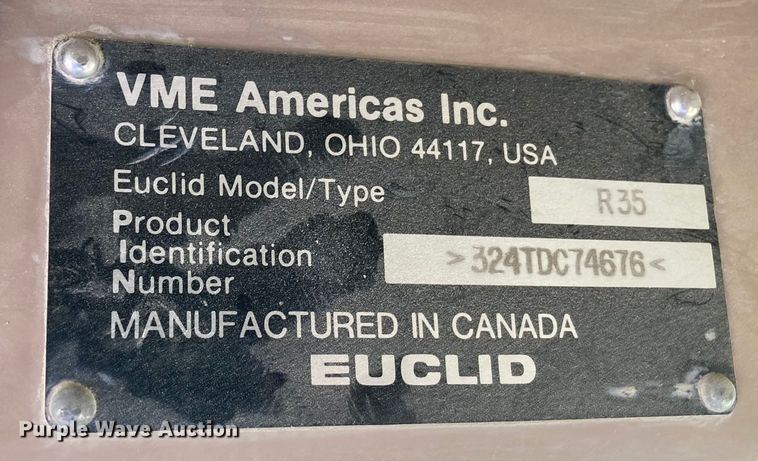 VME Americas Inc.
CLEVELAND, OHIO 44117, USA
Euclid Model/Type R35
Product
Identification >324TDC74676<
Number
MANUFACTURED IN CANADA
EUCLID
Purple Wave Auction